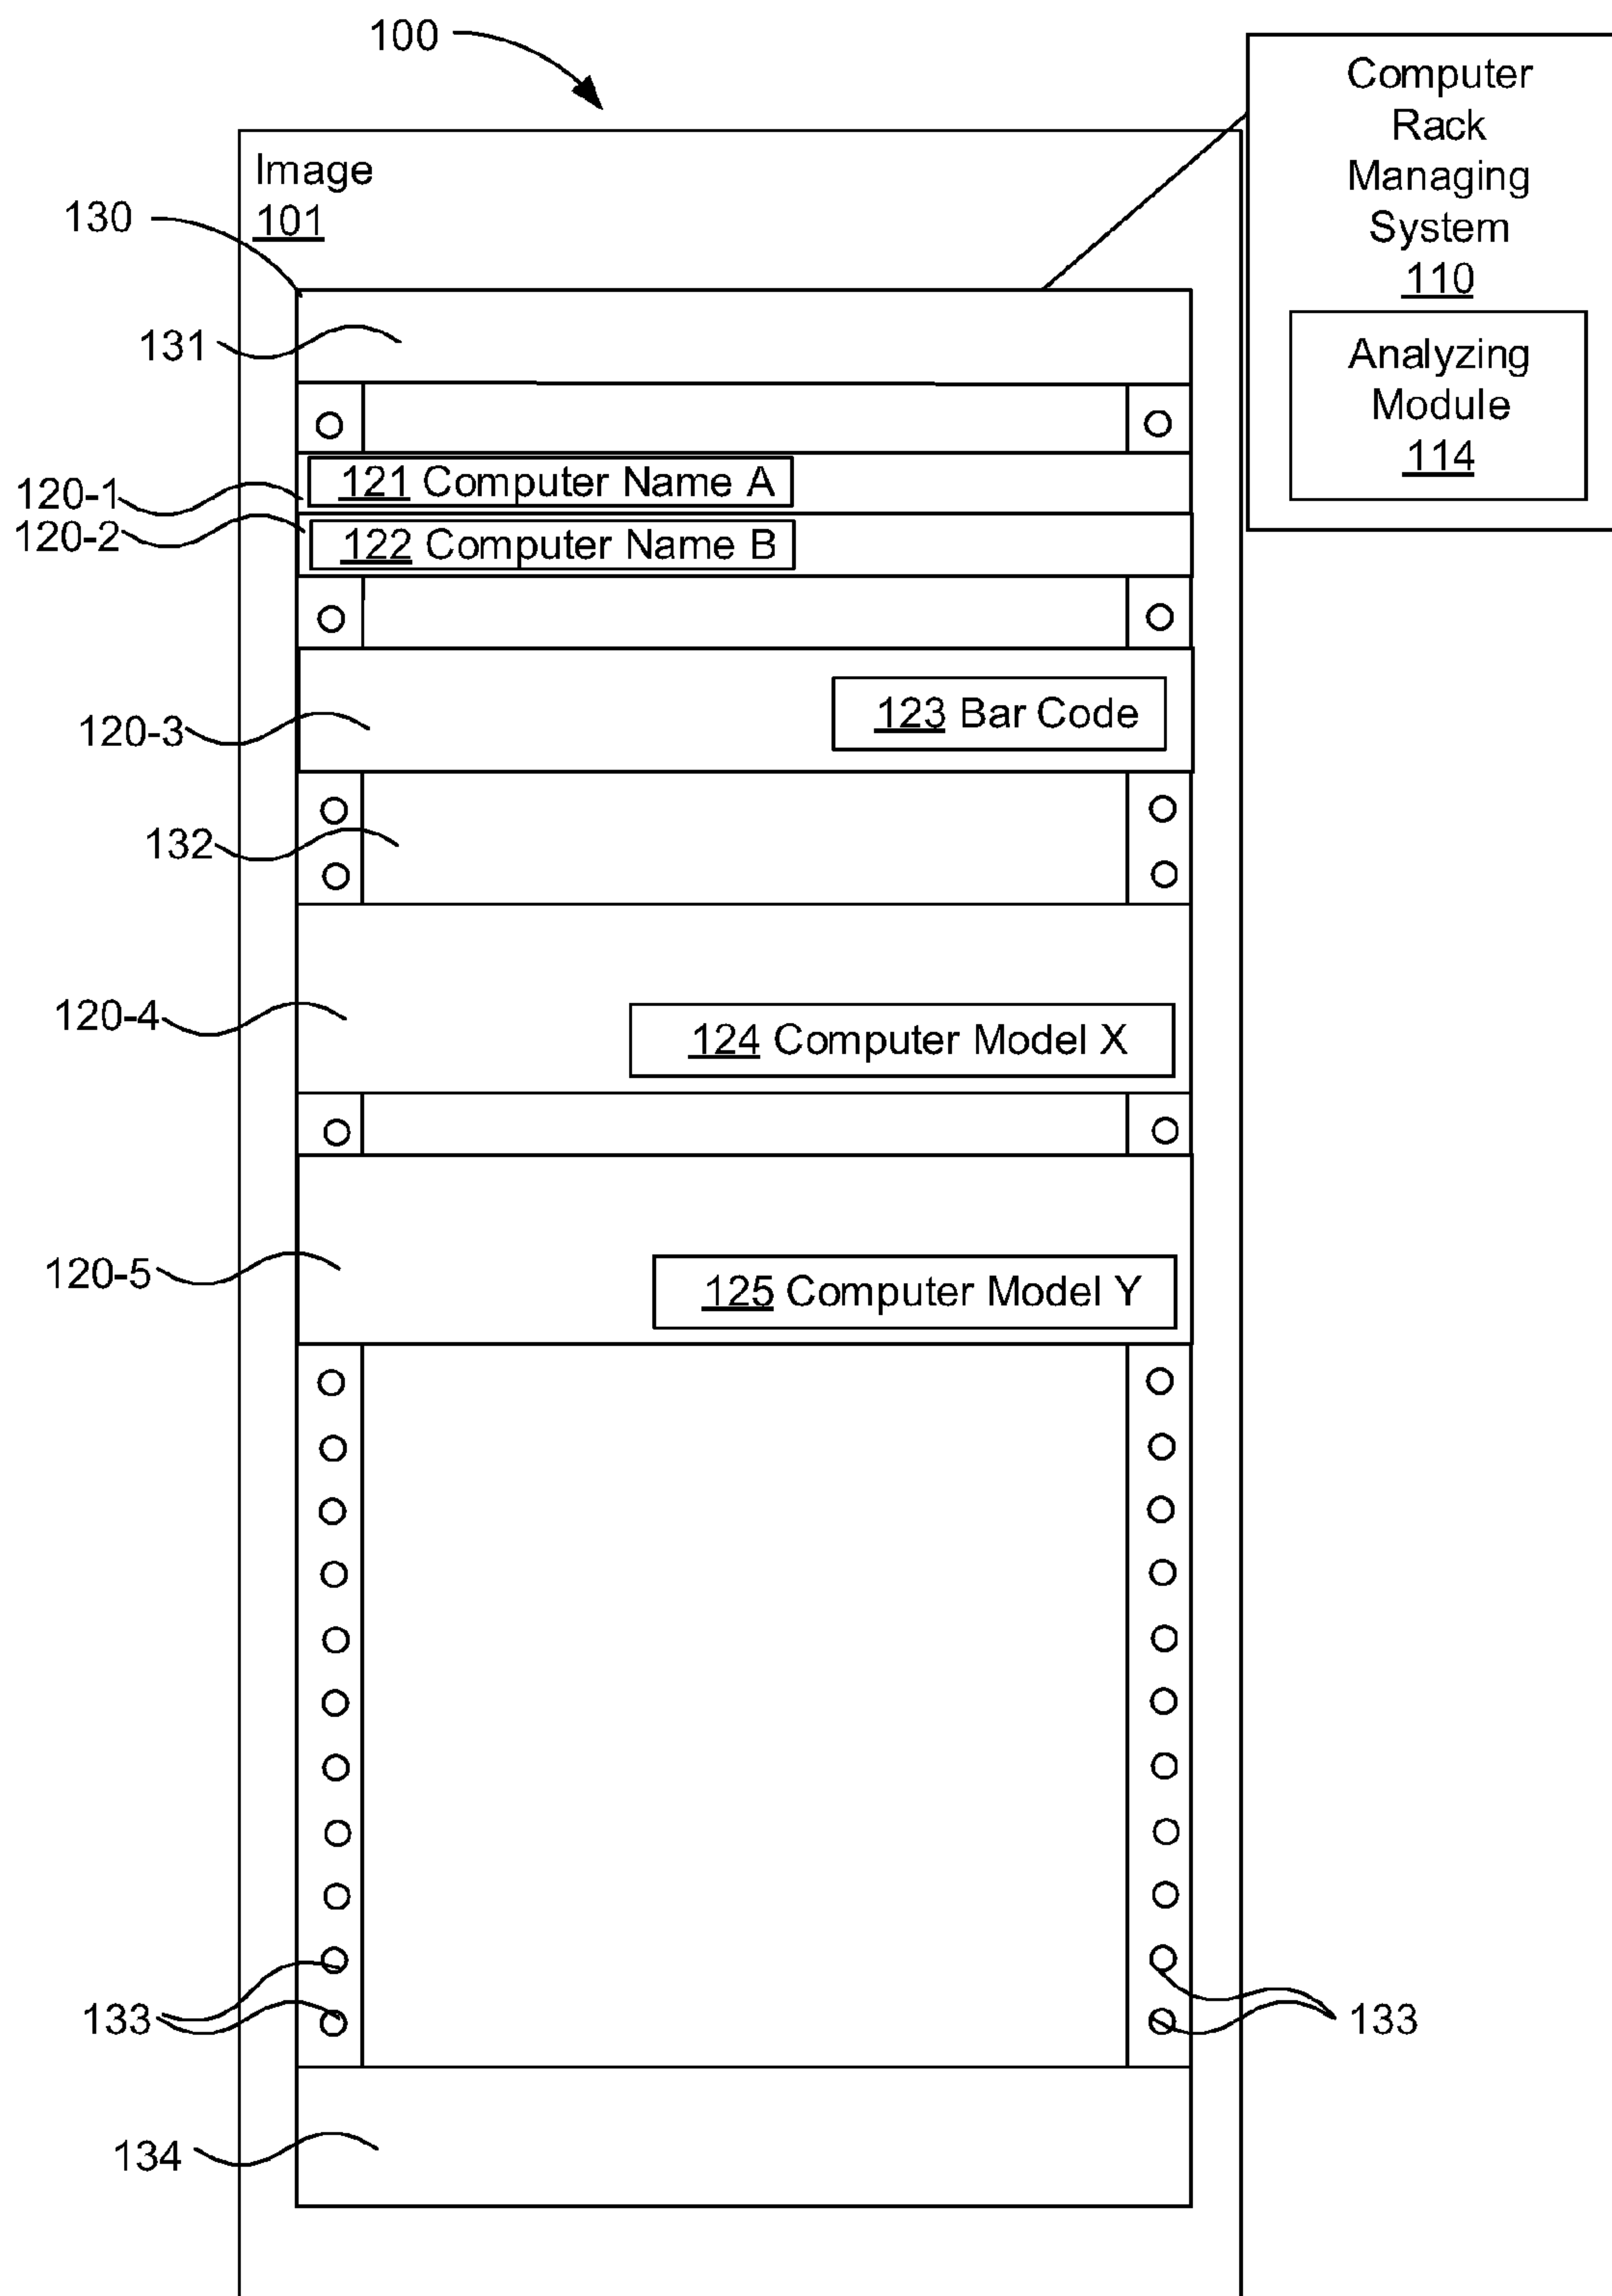 100
Computer
Rack
Managing
System
110
Analyzing
Module
114
Image
101
130
131
120-1
121 Computer Name A
120-2
122 Computer Name B
120-3
123 Bar Code
132
120-4
124 Computer Model X
120-5
125 Computer Model Y
133
133
134